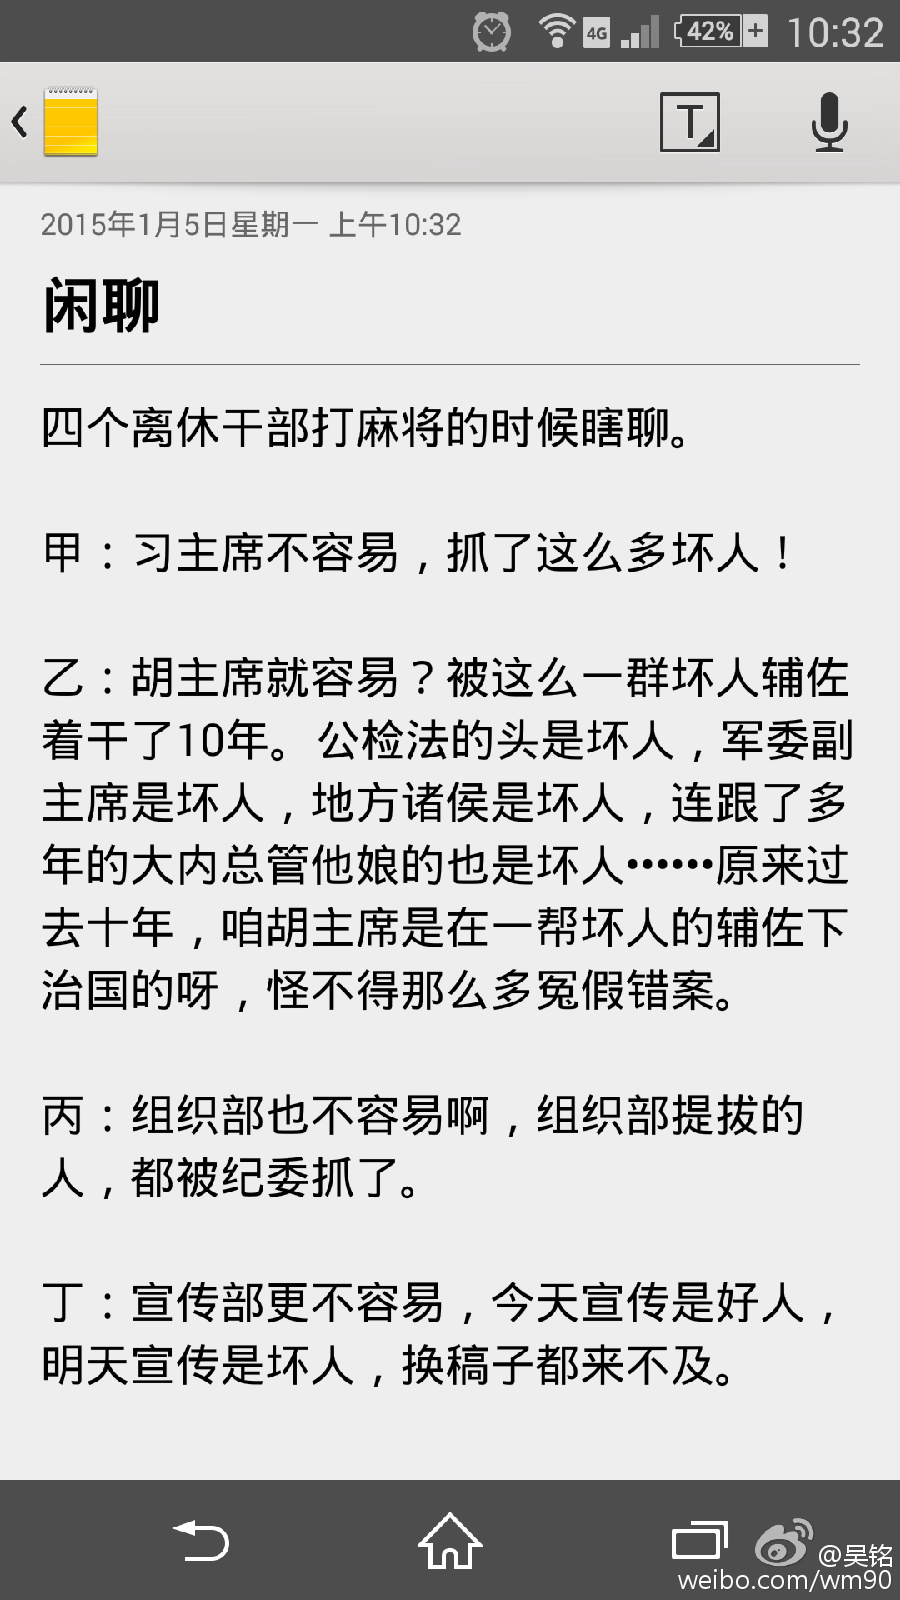 4G 42% 10:32
T
2015年1月5日星期一 上午10:32
闲聊
四个离休干部打麻将的时候瞎聊。
甲：习主席不容易，抓了这么多坏人！
乙：胡主席就容易？被这么一群坏人辅佐
着干了10年。公检法的头是坏人，军委副
主席是坏人，地方诸侯是坏人，连跟了多
年的大内总管他娘的也是坏人······原来过
去十年，咱胡主席是在一帮坏人的辅佐下
治国的呀，怪不得那么多冤假错案。
丙：组织部也不容易啊，组织部提拔的
人，都被纪委抓了。
丁：宣传部更不容易，今天宣传是好人，
明天宣传是坏人，换稿子都来不及。
@吴铭
weibo.com/wm90